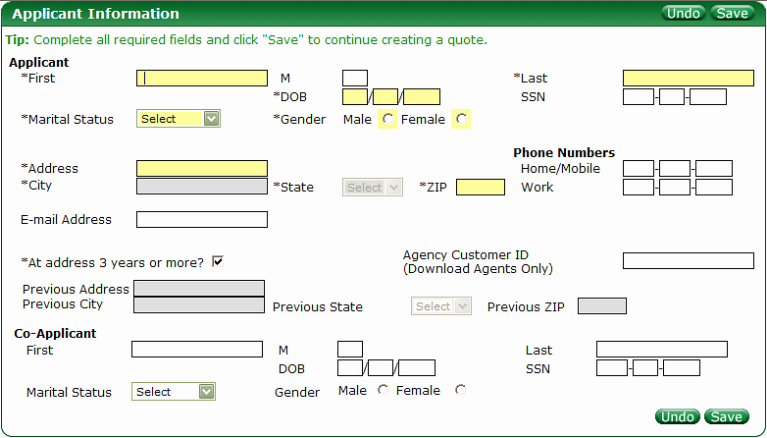 Applicant Information Undo Save
Tip: Complete all required fields and click "Save" to continue creating a quote.
Applicant
*First M *Last
*DOB / / SSN - -
*Marital Status Select *Gender Male Female
Phone Numbers
*Address Home/Mobile - -
*City *State Select *ZIP Work - -
E-mail Address
*At address 3 years or more? Agency Customer ID
(Download Agents Only)
Previous Address
Previous City Previous State Select Previous ZIP
Co-Applicant
First M Last
DOB / / SSN - -
Marital Status Select Gender Male Female
Undo Save